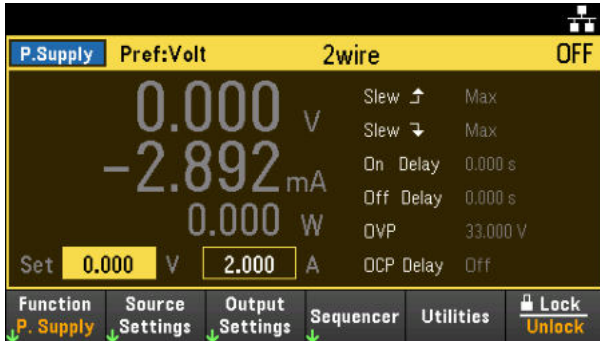 P.Supply Pref:Volt 2wire OFF
0.000 V
-2.892 mA
0.000 W
Set 0.000 V 2.000 A
Slew Max
Slew Max
On Delay 0.000 s
Off Delay 0.000 s
OVP 33.000 V
OCP Delay Off
Function P. Supply
Source Settings
Output Settings
Sequencer
Utilities
Lock Unlock